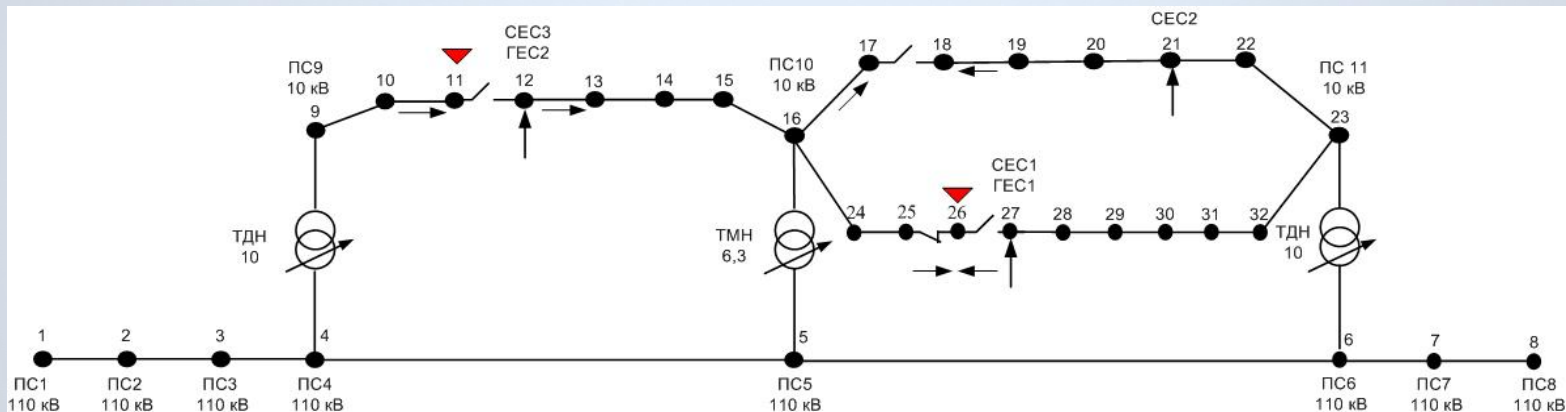 СЕС3
ГЕС2
СЕС2
17
18
19
20
21
22
ПС9
10 кВ
10
11
12
13
14
15
ПС10
10 кВ
ПС 11
10 кВ
9
16
23
СЕС1
ГЕС1
24
25
26
27
28
29
30
31
32
ТДН
10
ТМН
6,3
ТДН
10
1
2
3
4
5
6
7
8
ПС1
110 кВ
ПС2
110 кВ
ПС3
110 кВ
ПС4
110 кВ
ПС5
110 кВ
ПС6
110 кВ
ПС7
110 кВ
ПС8
110 кВ